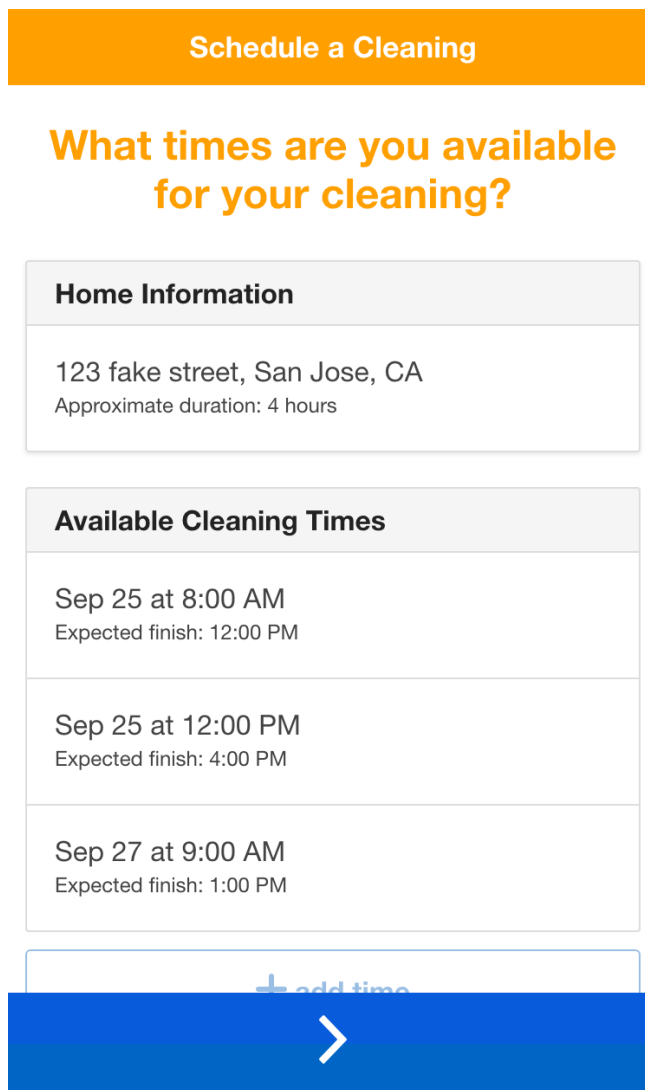 Schedule a Cleaning
What times are you available
for your cleaning?
Home Information
123 fake street, San Jose, CA
Approximate duration: 4 hours
Available Cleaning Times
Sep 25 at 8:00 AM
Expected finish: 12:00 PM
Sep 25 at 12:00 PM
Expected finish: 4:00 PM
Sep 27 at 9:00 AM
Expected finish: 1:00 PM
+ add time